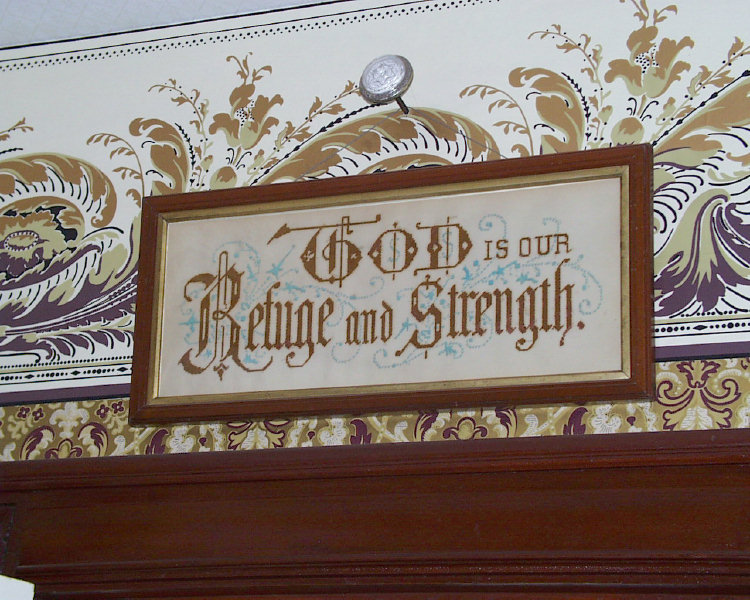 GOD IS OUR
Refuge and Strength.